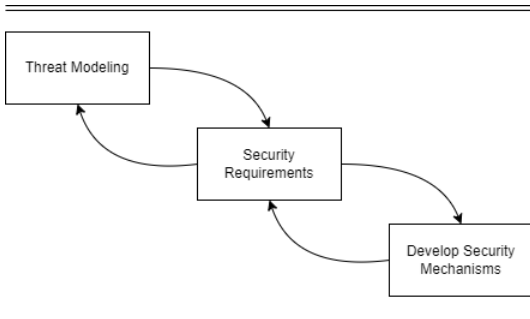 Threat Modeling
Security
Requirements
Develop Security
Mechanisms